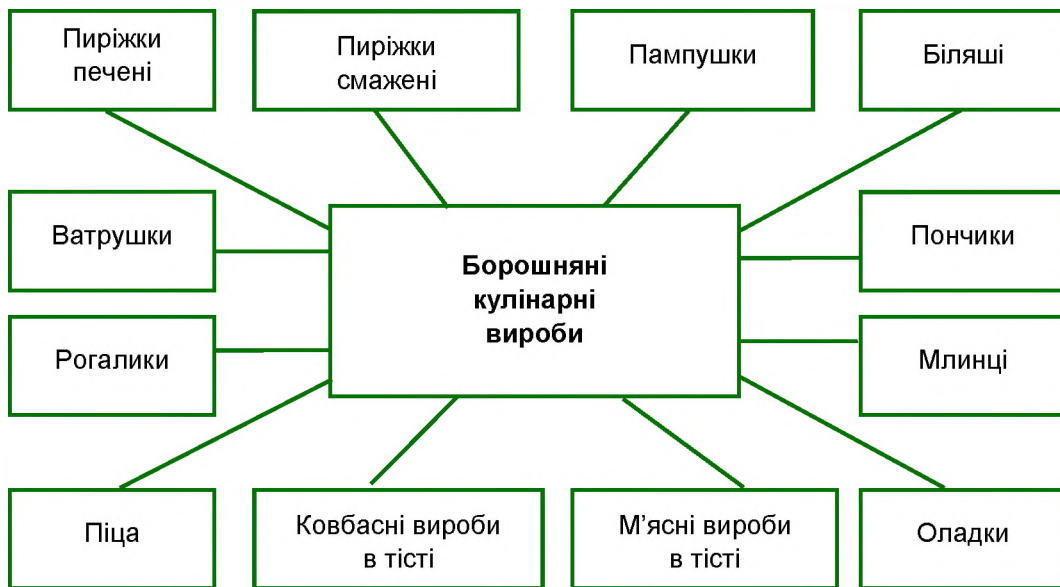 Пиріжки
печені
Пиріжки
смажені
Пампушки
Біляші
Ватрушки
Борошняні
кулінарні
вироби
Пончики
Рогалики
Млинці
Піца
Ковбасні вироби
в тісті
М’ясні вироби
в тісті
Оладки